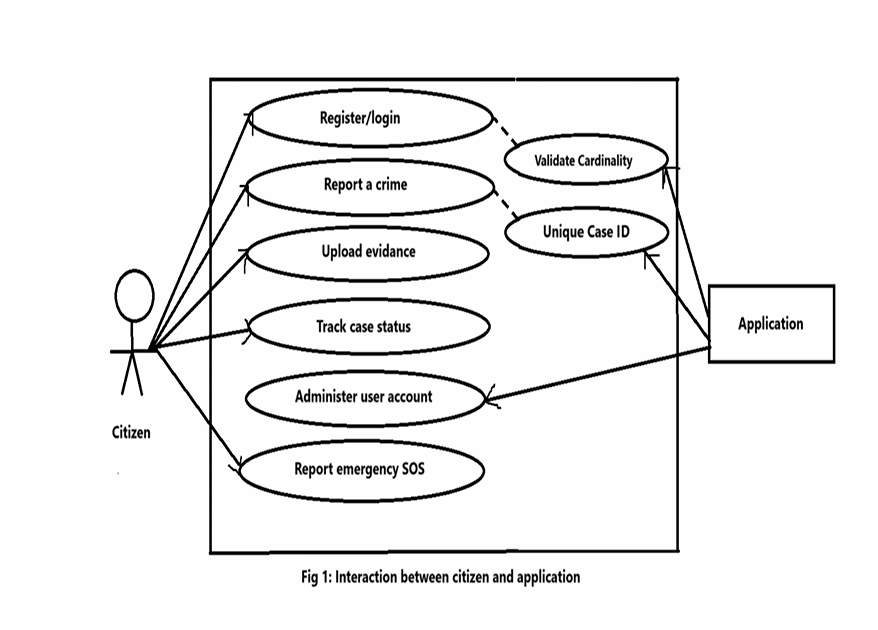 Register/login
Validate Cardinality
Report a crime
Unique Case ID
Upload evidance
Track case status
Application
Administer user account
Citizen
Report emergency SOS
Fig 1: Interaction between citizen and application